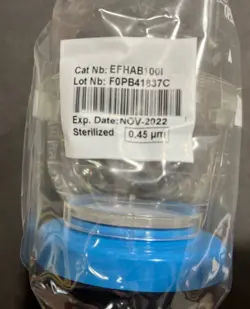 Cat Nb: EFHAB100I
Lot Nb: F0PB41837C
Exp. Date: NOV-2022
Sterilized 0.45 µm